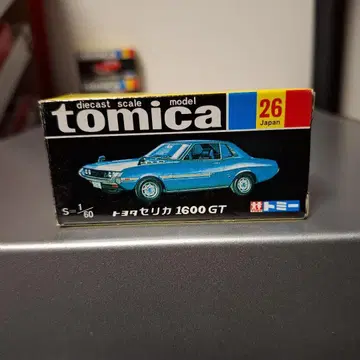 diecast scale model
tomica
26
Japan
S=1/60
トヨタセリカ 1600GT
トミー